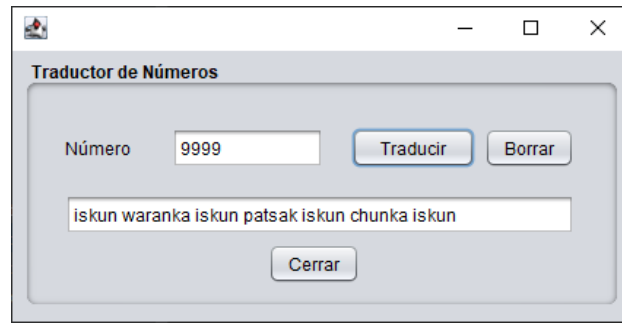 Traductor de Números
Número 9999 Traducir Borrar
iskun waranka iskun patsak iskun chunka iskun
Cerrar